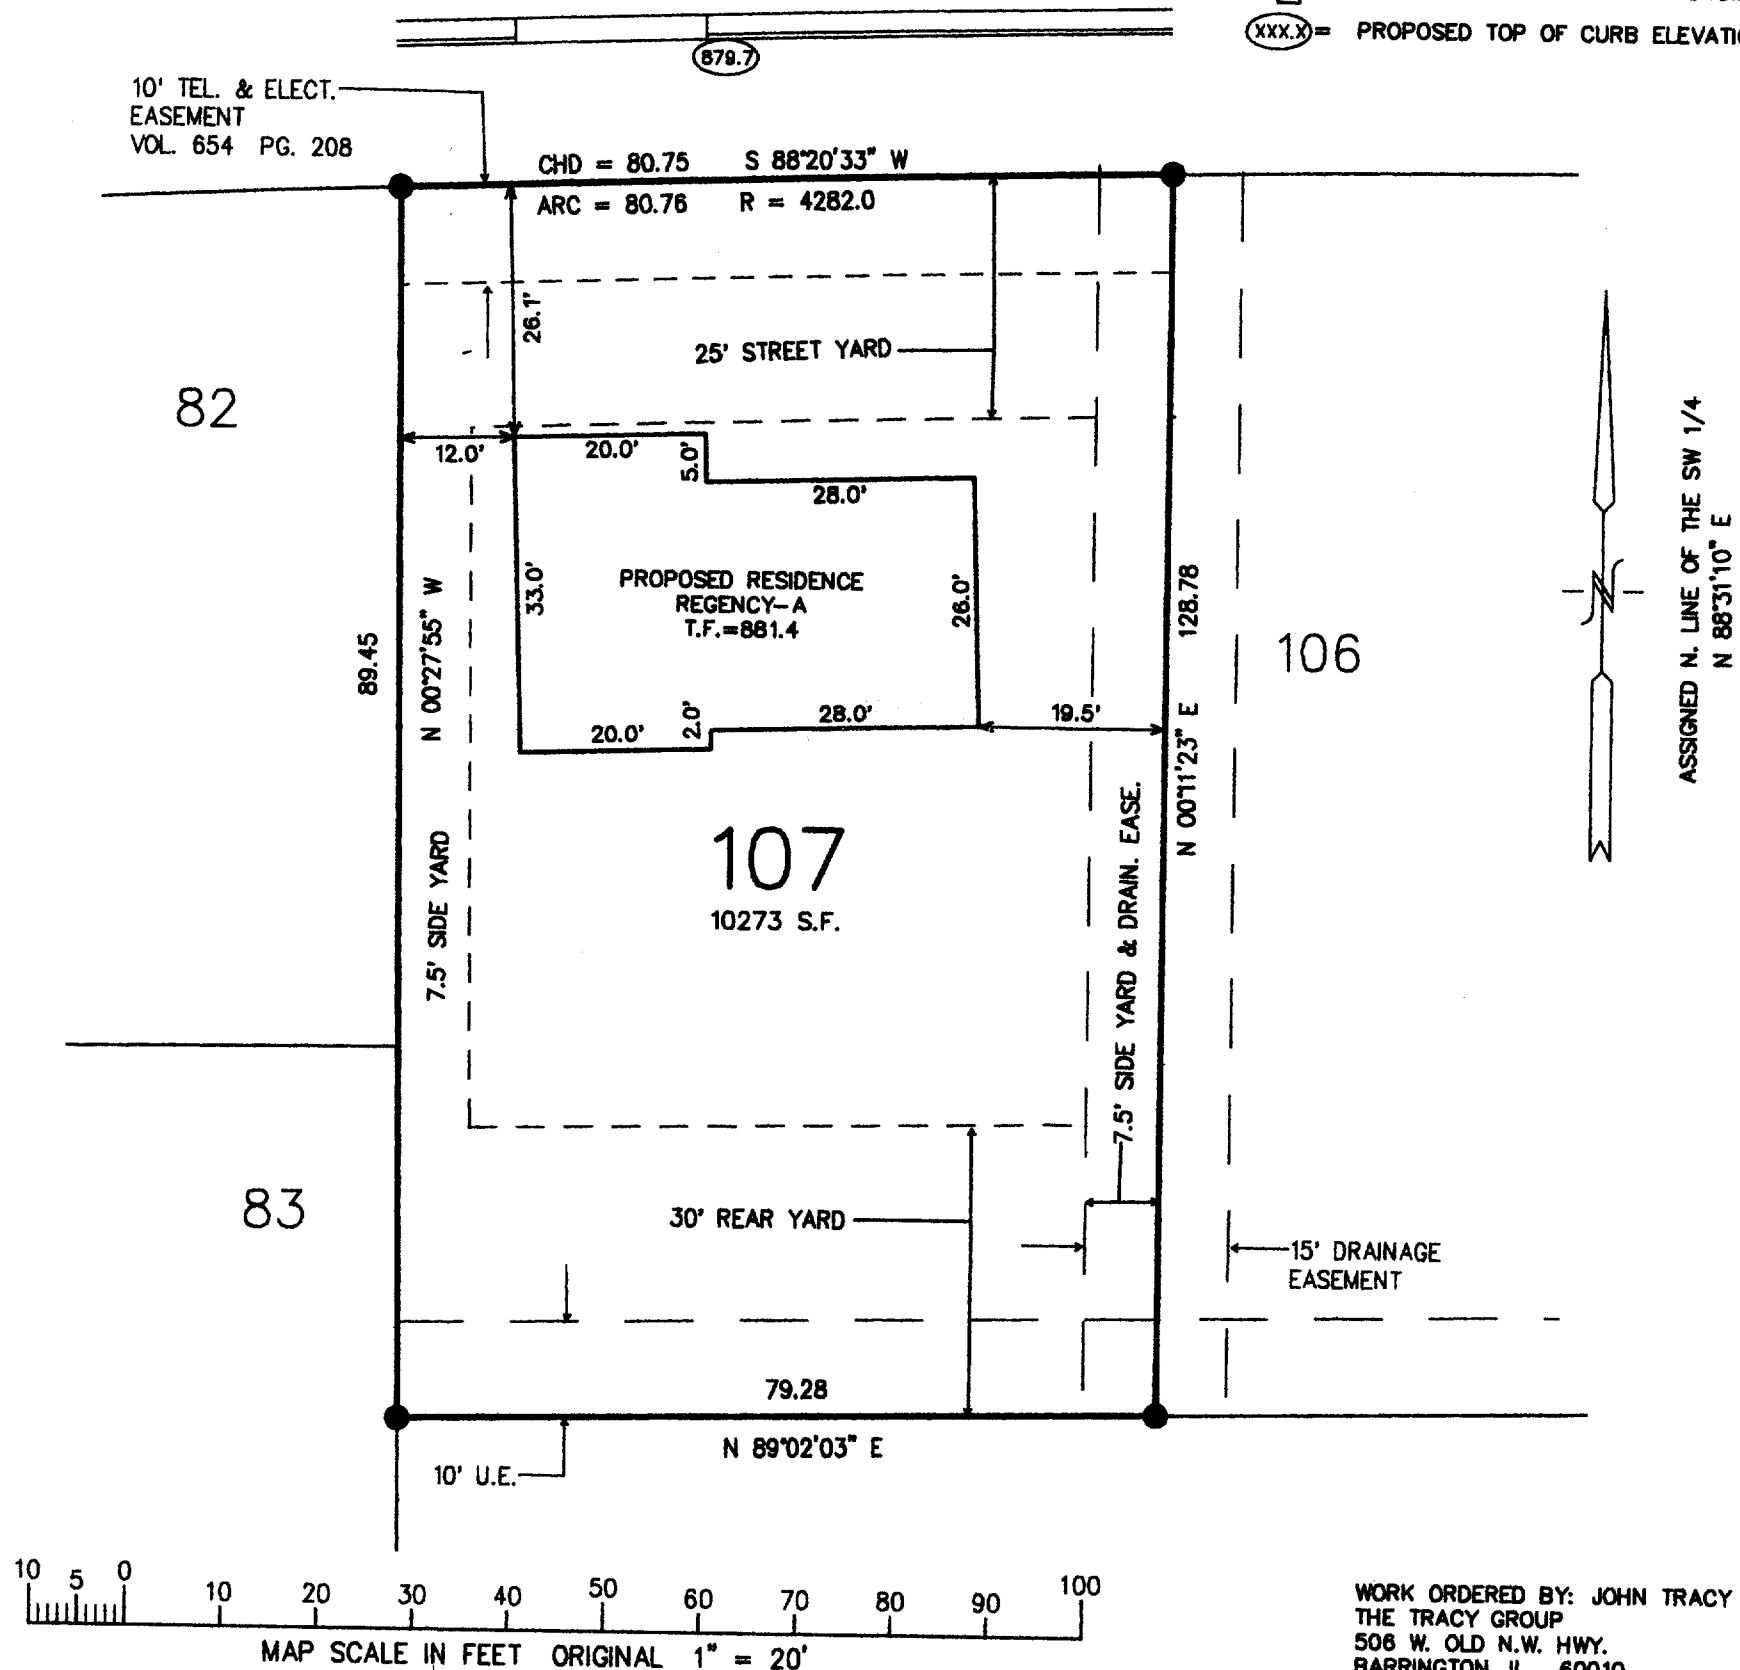 XXX.X = PROPOSED TOP OF CURB
879.7
10' TEL. & ELECT.
EASEMENT
VOL. 654 PG. 208
CHD = 80.75 S 88°20'33" W
ARC = 80.76 R = 4282.0
26.1'
25' STREET YARD
82
12.0'
20.0'
5.0'
28.0'
33.0'
PROPOSED RESIDENCE
REGENCY-A
T.F.=881.4
26.0'
20.0'
2.0'
28.0'
19.5'
89.45
N 00°27'55" W
7.5' SIDE YARD
128.78
N 00°11'23" E
106
N
ASSIGNED N. LINE OF THE SW 1/4
N 88°31'10" E
107
10273 S.F.
7.5' SIDE YARD & DRAIN. EASE.
83
30' REAR YARD
15' DRAINAGE
EASEMENT
79.28
N 89°02'03" E
10' U.E.
10 5 0 10 20 30 40 50 60 70 80 90 100
MAP SCALE IN FEET ORIGINAL 1" = 20'
WORK ORDERED BY: JOHN TRACY
THE TRACY GROUP
506 W. OLD N.W. HWY.
BARRINGTON, IL 60010